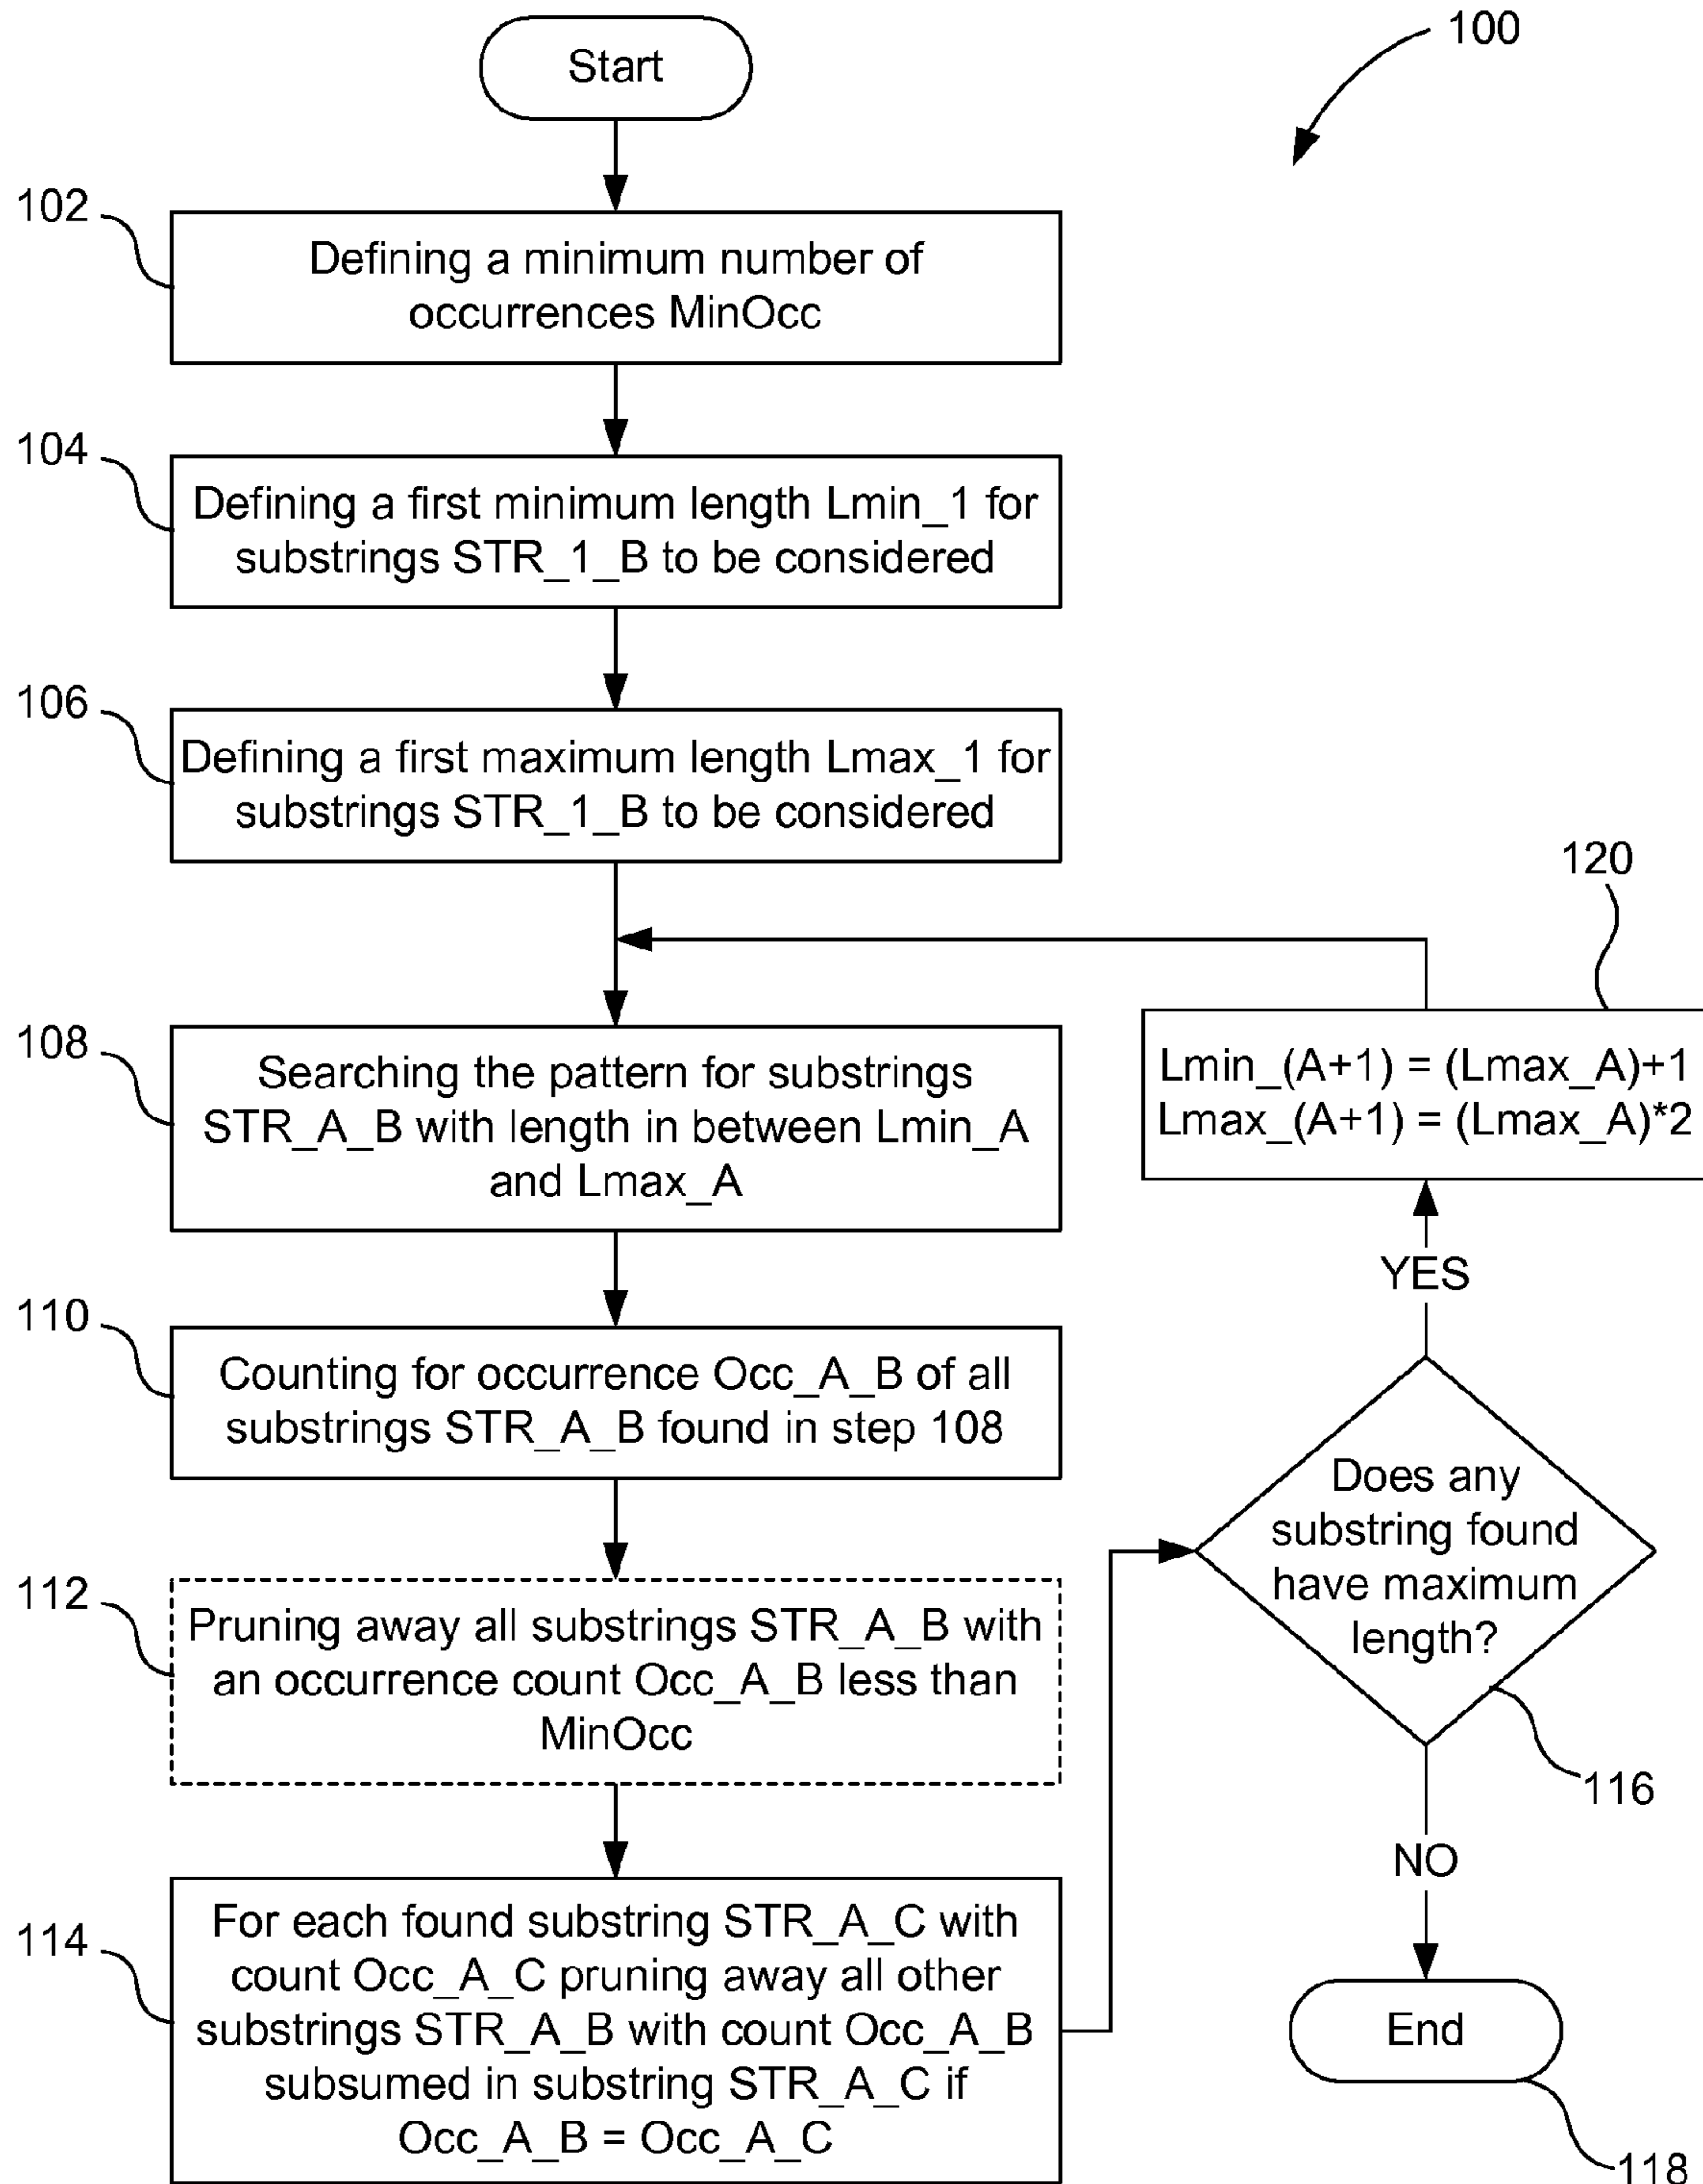 100
Start
102
Defining a minimum number of
occurrences MinOcc
104
Defining a first minimum length Lmin_1 for
substrings STR_1_B to be considered
106
Defining a first maximum length Lmax_1 for
substrings STR_1_B to be considered
120
Lmin_(A+1) = (Lmax_A)+1
Lmax_(A+1) = (Lmax_A)*2
108
Searching the pattern for substrings
STR_A_B with length in between Lmin_A
and Lmax_A
YES
110
Counting for occurrence Occ_A_B of all
substrings STR_A_B found in step 108
Does any
substring found
have maximum
length?
112
Pruning away all substrings STR_A_B with
an occurrence count Occ_A_B less than
MinOcc
116
NO
114
For each found substring STR_A_C with
count Occ_A_C pruning away all other
substrings STR_A_B with count Occ_A_B
subsumed in substring STR_A_C if
Occ_A_B = Occ_A_C
End
118